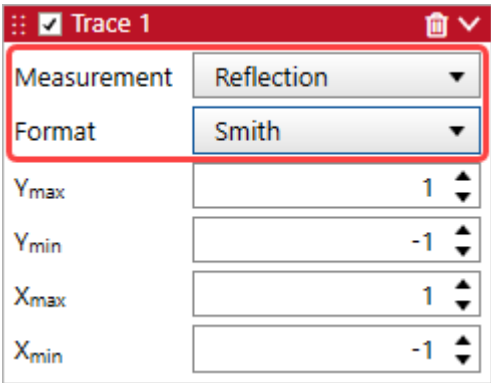 Trace 1
Measurement Reflection
Format Smith
Ymax 1
Ymin -1
Xmax 1
Xmin -1